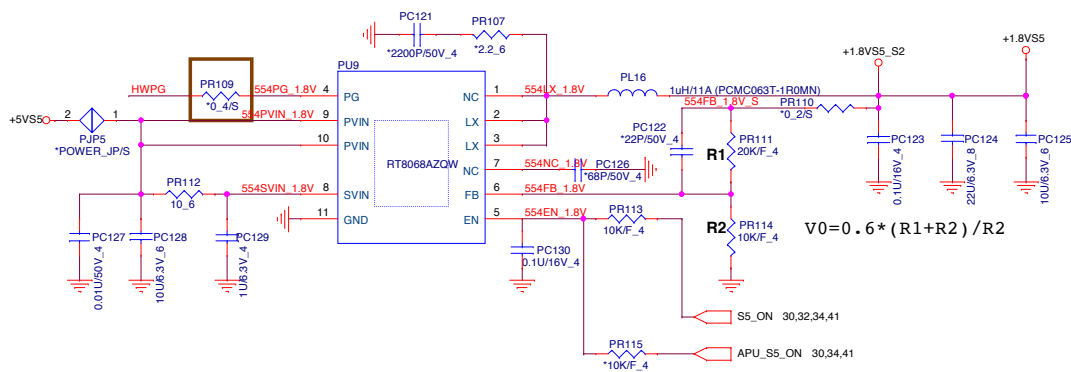 PC121
*2200P/50V_4
PR107
*2.2_6
+1.8VS5_S2
+1.8VS5
PU9
HWPG
PR109
*0_4/S
554PG_1.8V
4
PG
NC
1
554LX_1.8V
PL16
1uH/11A (PCMC063T-1R0MN)
+5VS5
2
1
PJP5
*POWER_JP/S
554PVIN_1.8V
9
PVIN
LX
2
10
PVIN
LX
3
554FB_1.8V_S
PR110
*0_2/S
PC122
*22P/50V_4
R1
PR111
20K/F_4
PC123
0.1U/16V_4
PC124
22U/6.3V_8
PC125
10U/6.3V_6
RT8068AZQW
NC
7
554NC_1.8V
PC126
*68P/50V_4
PR112
10_6
554SVIN_1.8V
8
SVIN
FB
6
554FB_1.8V
11
GND
EN
5
554EN_1.8V
PR113
10K/F_4
R2
PR114
10K/F_4
V0=0.6*(R1+R2)/R2
PC127
0.01U/50V_4
PC128
10U/6.3V_6
PC129
1U/6.3V_4
PC130
0.1U/16V_4
S5_ON 30,32,34,41
PR115
*10K/F_4
APU_S5_ON 30,34,41